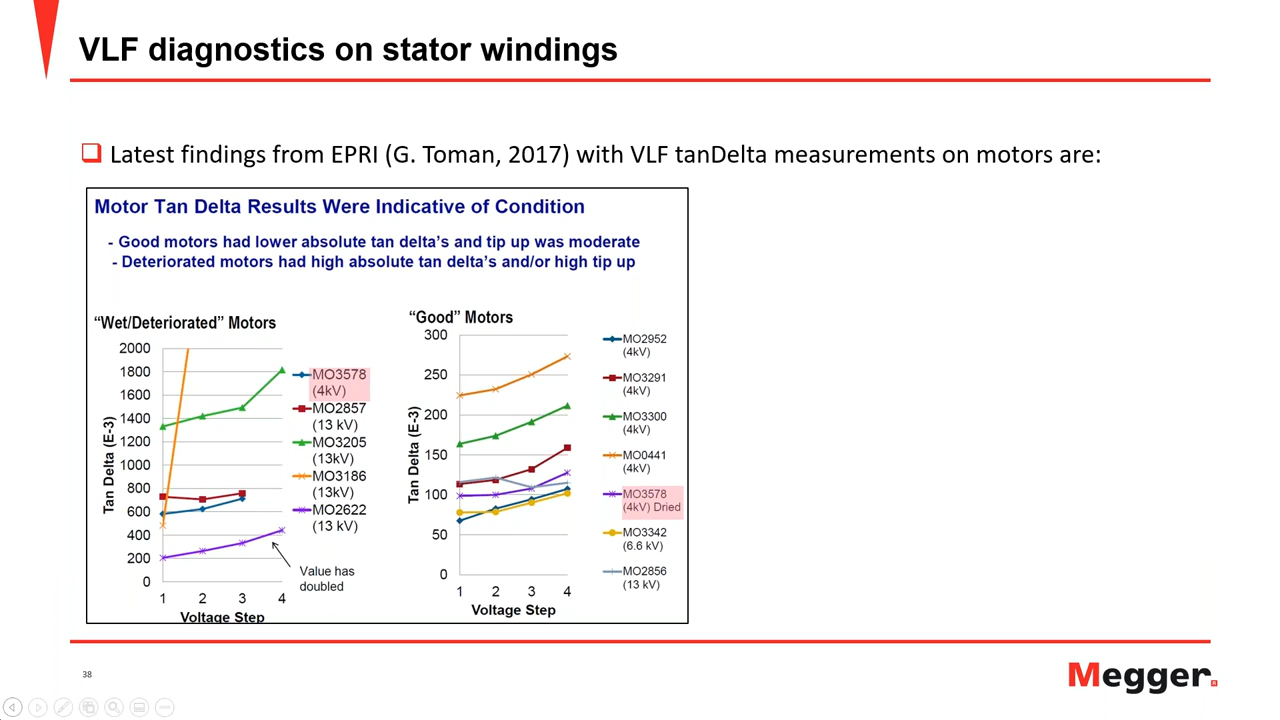 VLF diagnostics on stator windings
Latest findings from EPRI (G. Toman, 2017) with VLF tanDelta measurements on motors are:
Motor Tan Delta Results Were Indicative of Condition
- Good motors had lower absolute tan delta's and tip up was moderate
- Deteriorated motors had high absolute tan delta's and/or high tip up
“Wet/Deteriorated” Motors
Tan Delta (E-3)
2000
1800
1600
1400
1200
1000
800
600
400
200
0
1 2 3 4
Voltage Step
MO3578
(4kV)
MO2857
(13 kV)
MO3205
(13kV)
MO3186
(13kV)
MO2622
(13 kV)
Value has
doubled
“Good” Motors
Tan Delta (E-3)
300
250
200
150
100
50
0
1 2 3 4
Voltage Step
MO2952
(4kV)
MO3291
(4kV)
MO3300
(4kV)
MO0441
(4kV)
MO3578
(4kV) Dried
MO3342
(6.6 kV)
MO2856
(13 kV)
38
Megger